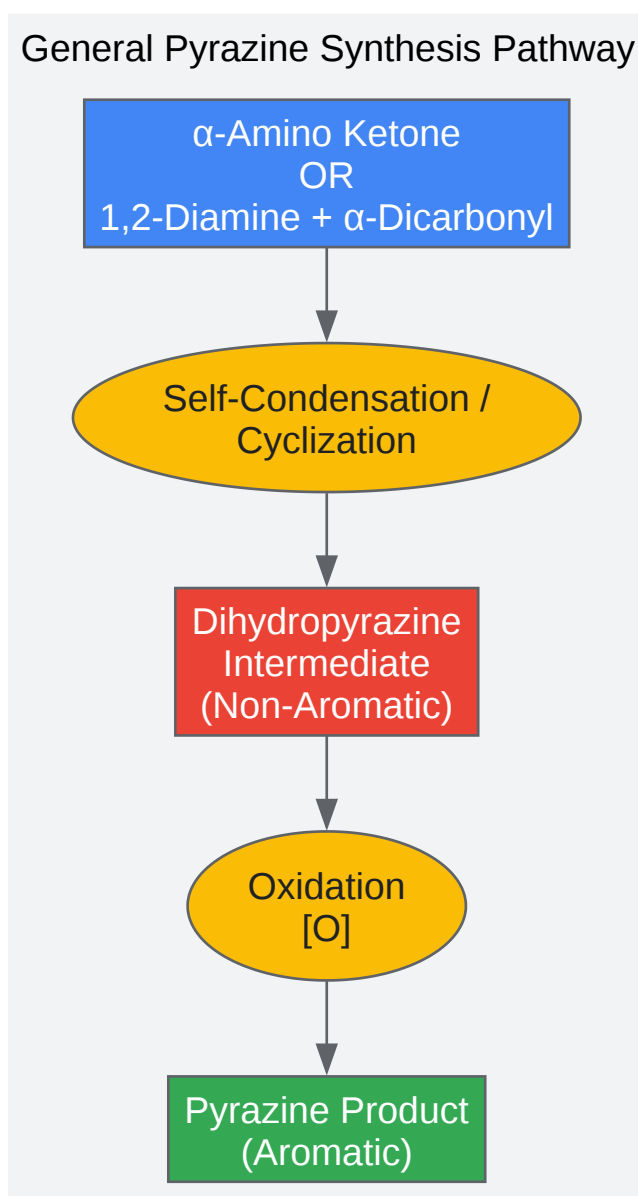 General Pyrazine Synthesis Pathway
α-Amino Ketone
OR
1,2-Diamine + α-Dicarbonyl
Self-Condensation /
Cyclization
Dihydropyrazine
Intermediate
(Non-Aromatic)
Oxidation
[O]
Pyrazine Product
(Aromatic)